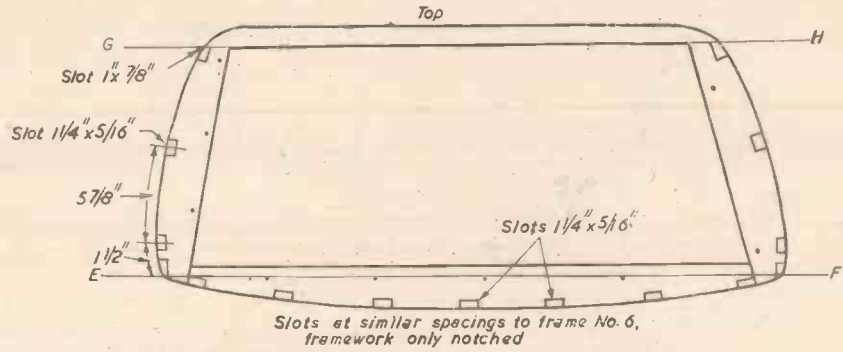 Top
G
H
Slot 1" x 7/8"
Slot 1 1/4" x 5/16"
5 7/8"
Slots 1 1/4" x 5/16"
1 1/2"
E
F
Slots at similar spacings to frame No. 6,
framework only notched